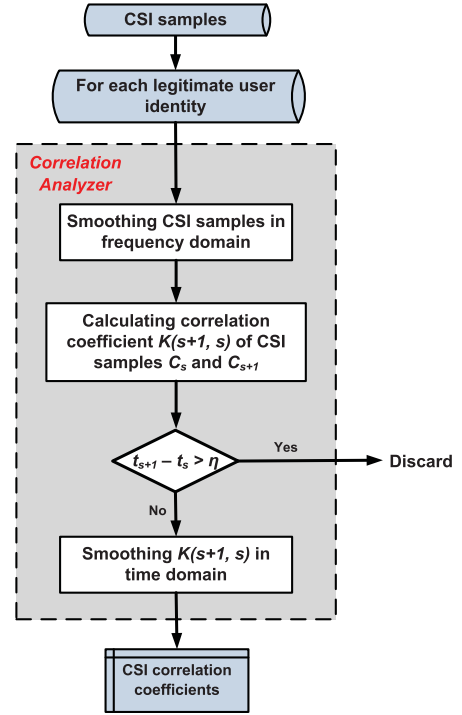 CSI samples
For each legitimate user
identity
Correlation
Analyzer
Smoothing CSI samples in
frequency domain
Calculating correlation
coefficient K(s+1, s) of CSI
samples Cs and Cs+1
ts+1 – ts > η
Yes
Discard
No
Smoothing K(s+1, s) in
time domain
CSI correlation
coefficients